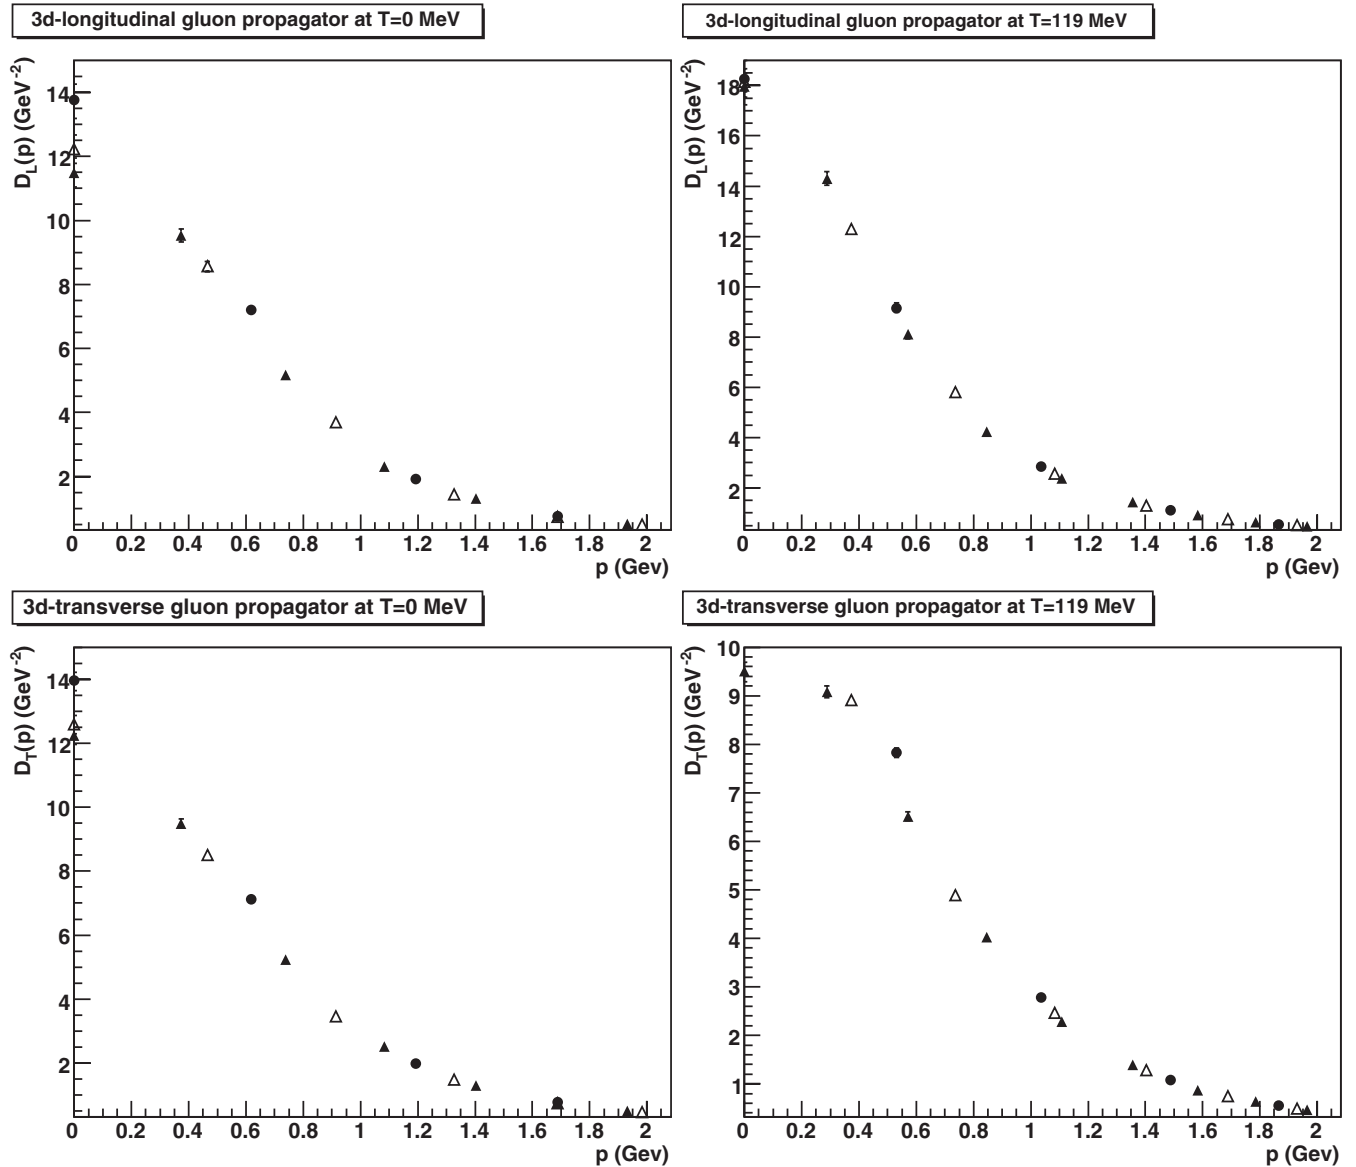 3d-longitudinal gluon propagator at T=0 MeV
D_L(p) (GeV^-2)
14
12
10
8
6
4
2
0 0.2 0.4 0.6 0.8 1 1.2 1.4 1.6 1.8 2
p (Gev)
3d-longitudinal gluon propagator at T=119 MeV
D_L(p) (GeV^-2)
18
16
14
12
10
8
6
4
2
0 0.2 0.4 0.6 0.8 1 1.2 1.4 1.6 1.8 2
p (Gev)
3d-transverse gluon propagator at T=0 MeV
D_T(p) (GeV^-2)
14
12
10
8
6
4
2
0 0.2 0.4 0.6 0.8 1 1.2 1.4 1.6 1.8 2
p (Gev)
3d-transverse gluon propagator at T=119 MeV
D_T(p) (GeV^-2)
10
9
8
7
6
5
4
3
2
1
0 0.2 0.4 0.6 0.8 1 1.2 1.4 1.6 1.8 2
p (Gev)